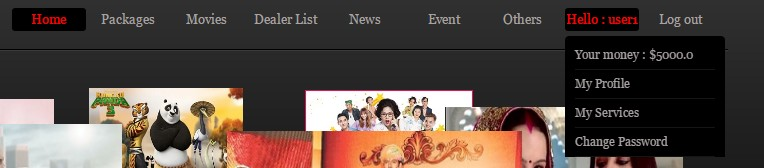 Home Packages Movies Dealer List News Event Others Hello : user1 Log out
Your money : $5000.0
My Profile
My Services
Change Password